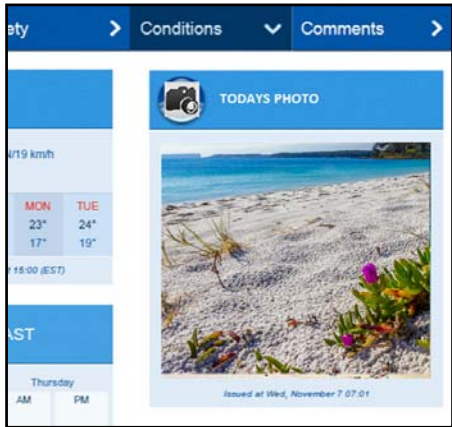 ety > Conditions Comments >
TODAYS PHOTO
/19 km/h
MON TUE
23° 24°
17° 19°
t 15:00 (EST)
AST
Thursday
AM PM
Issued at Wed, November 7 07:01